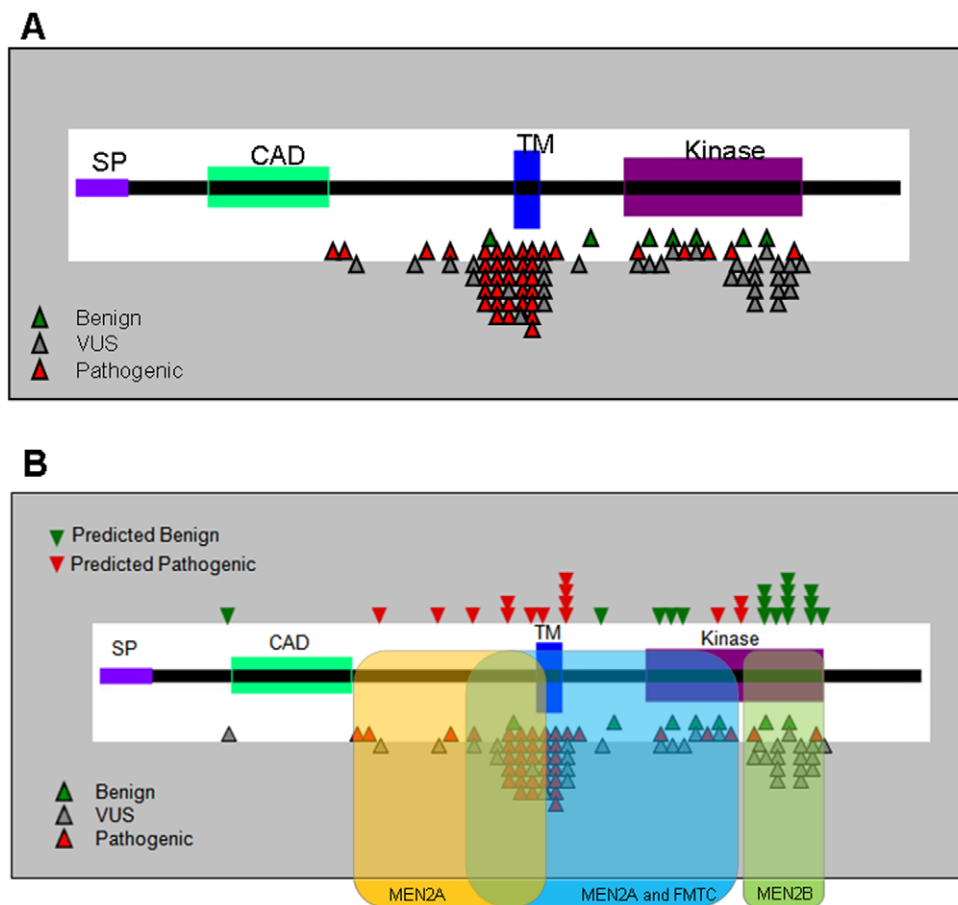 A
SP
CAD
TM
Kinase
Benign
VUS
Pathogenic
B
Predicted Benign
Predicted Pathogenic
SP
CAD
TM
Kinase
Benign
VUS
Pathogenic
MEN2A
MEN2A and FMTC
MEN2B